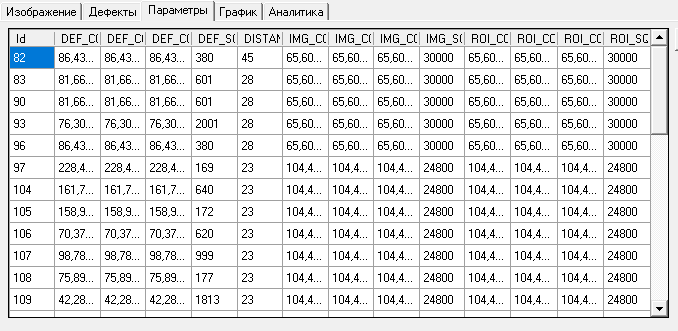 Изображение Дефекты Параметры График Аналитика
Id DEF_CC DEF_CC DEF_CC DEF_SC DISTAN IMG_CC IMG_CC IMG_CC IMG_SC ROI_CC ROI_CC ROI_CC ROI_SQ
82 86,43... 86,43... 86,43... 380 45 65,60... 65,60... 65,60... 30000 65,60... 65,60... 65,60... 30000
83 81,66... 81,66... 81,66... 601 28 65,60... 65,60... 65,60... 30000 65,60... 65,60... 65,60... 30000
90 81,66... 81,66... 81,66... 601 28 65,60... 65,60... 65,60... 30000 65,60... 65,60... 65,60... 30000
93 76,30... 76,30... 76,30... 2001 28 65,60... 65,60... 65,60... 30000 65,60... 65,60... 65,60... 30000
96 86,43... 86,43... 86,43... 380 28 65,60... 65,60... 65,60... 30000 65,60... 65,60... 65,60... 30000
97 228,4... 228,4... 228,4... 169 23 104,4... 104,4... 104,4... 24800 104,4... 104,4... 104,4... 24800
104 161,7... 161,7... 161,7... 640 23 104,4... 104,4... 104,4... 24800 104,4... 104,4... 104,4... 24800
105 158,9... 158,9... 158,9... 172 23 104,4... 104,4... 104,4... 24800 104,4... 104,4... 104,4... 24800
106 70,37... 70,37... 70,37... 620 23 104,4... 104,4... 104,4... 24800 104,4... 104,4... 104,4... 24800
107 98,78... 98,78... 98,78... 999 23 104,4... 104,4... 104,4... 24800 104,4... 104,4... 104,4... 24800
108 75,89... 75,89... 75,89... 177 23 104,4... 104,4... 104,4... 24800 104,4... 104,4... 104,4... 24800
109 42,28... 42,28... 42,28... 1813 23 104,4... 104,4... 104,4... 24800 104,4... 104,4... 104,4... 24800